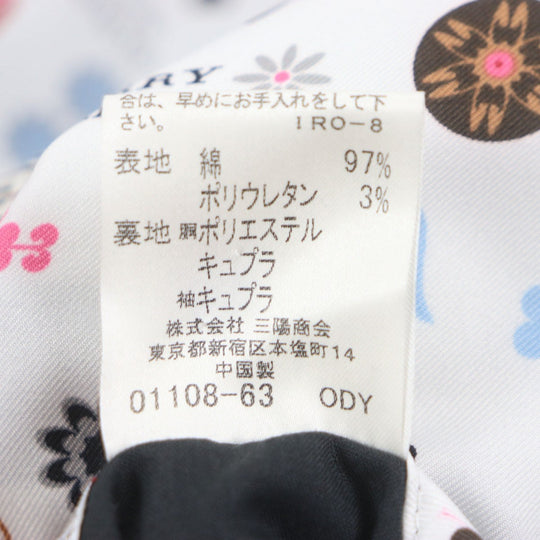 RRY
合は、早めにお手入れをして下
さい。 IRO-8
表地 綿 97%
ポリウレタン 3%
裏地 胴ポリエステル
キュプラ
袖キュプラ
株式会社 三陽商会
東京都新宿区本塩町14
中国製
01108-63 ODY